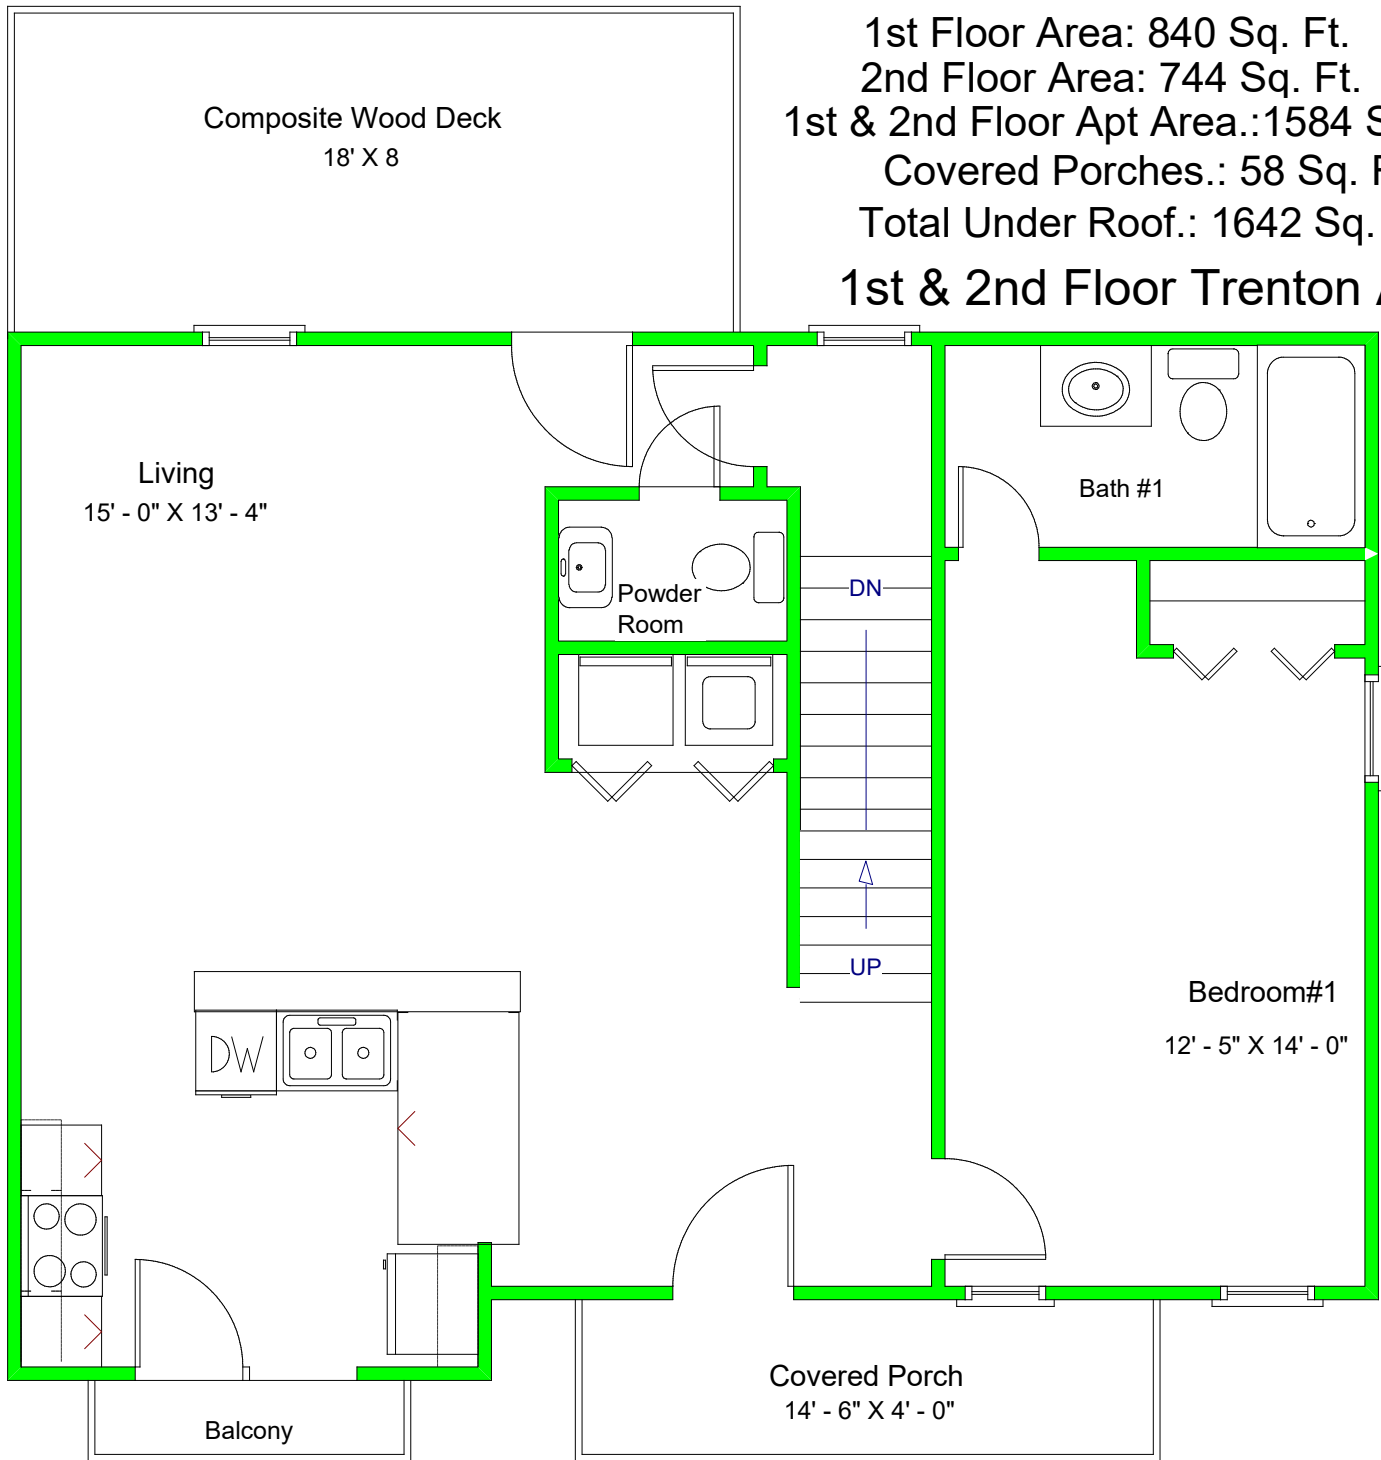 1st Floor Area: 840 Sq. Ft.
2nd Floor Area: 744 Sq. Ft.
1st & 2nd Floor Apt Area.:1584
Covered Porches.: 58 Sq.
Total Under Roof.: 1642 Sq.
1st & 2nd Floor Trenton
Composite Wood Deck
18' X 8
Living
15' - 0" X 13' - 4"
Bath #1
Powder
Room
DN
UP
Bedroom#1
12' - 5" X 14' - 0"
DW
Covered Porch
14' - 6" X 4' - 0"
Balcony